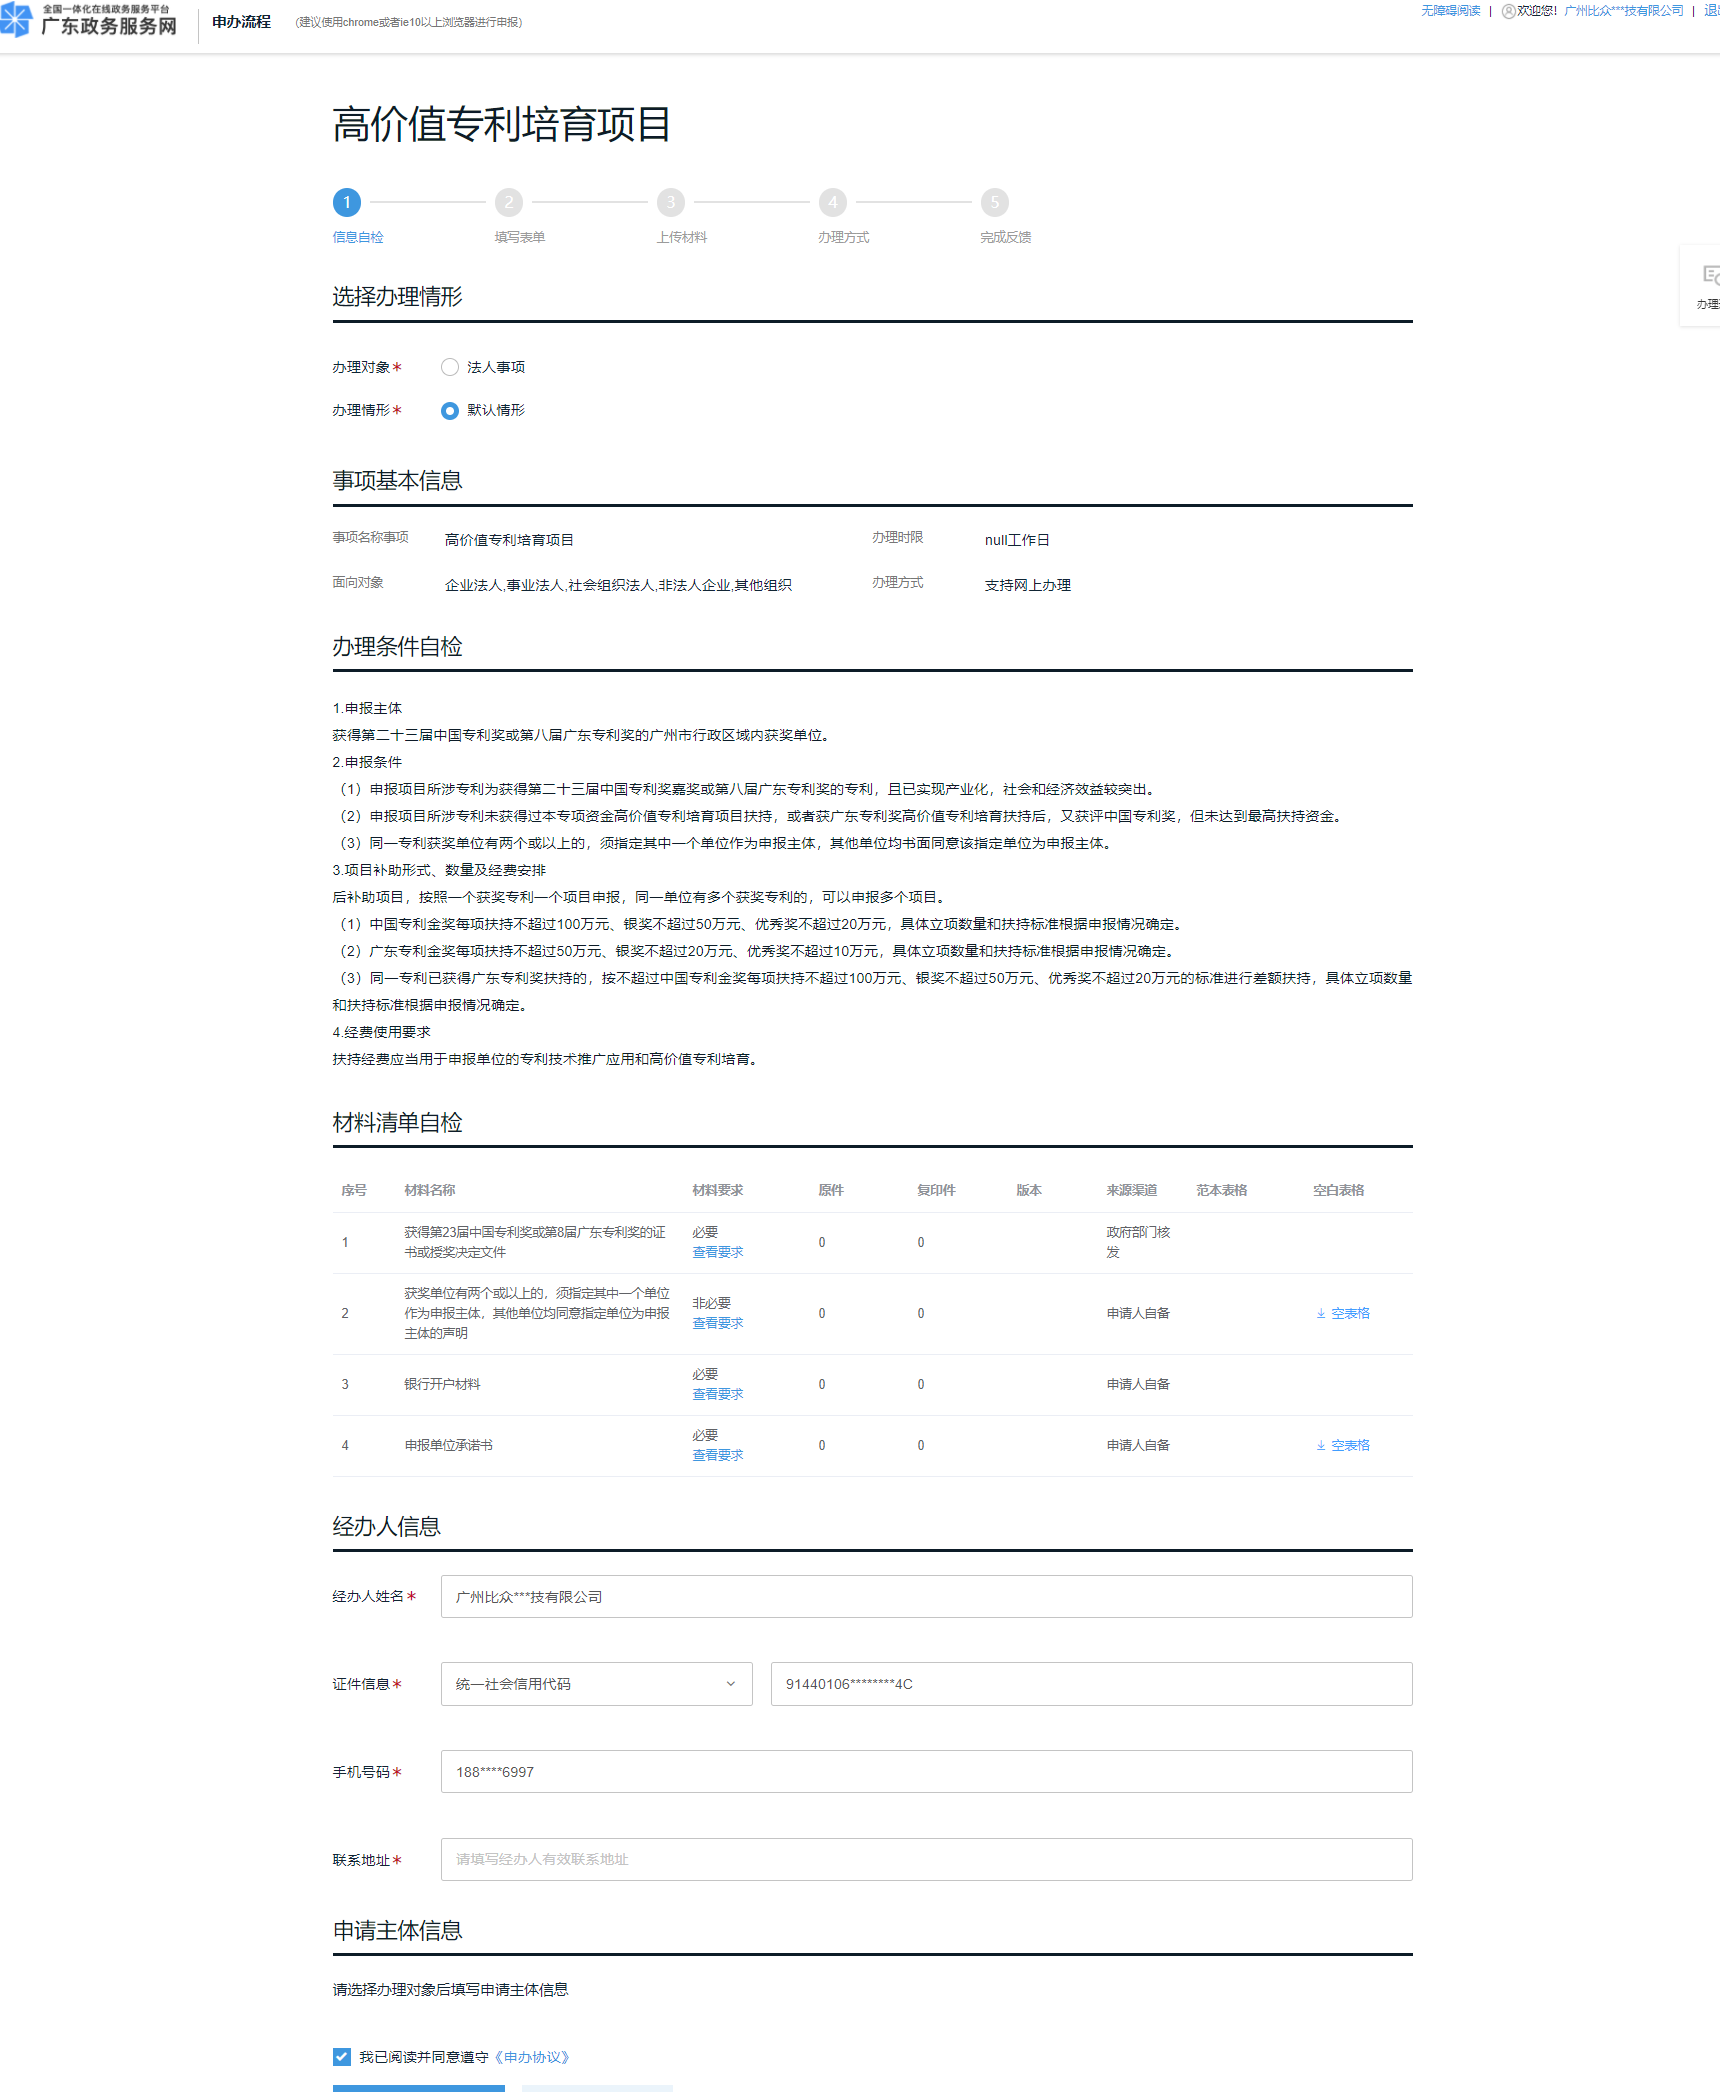 全国一体化在线政务服务平台
广东政务服务网
申办流程
(建议使用chrome或者ie10以上浏览器进行申报)
无障碍阅读 | 欢迎您! 广州比众***技有限公司 | 退
高价值专利培育项目
1 2 3 4 5
信息自检 填写表单 上传材料 办理方式 完成反馈
办理
选择办理情形
办理对象* 法人事项
办理情形* 默认情形
事项基本信息
事项名称事项 高价值专利培育项目 办理时限 null工作日
面向对象 企业法人,事业法人,社会组织法人,非法人企业,其他组织 办理方式 支持网上办理
办理条件自检
1.申报主体
获得第二十三届中国专利奖或第八届广东专利奖的广州市行政区域内获奖单位。
2.申报条件
（1）申报项目所涉专利为获得第二十三届中国专利奖嘉奖或第八届广东专利奖的专利，且已实现产业化，社会和经济效益较突出。
（2）申报项目所涉专利未获得过本专项资金高价值专利培育项目扶持，或者获广东专利奖高价值专利培育扶持后，又获评中国专利奖，但未达到最高扶持资金。
（3）同一专利获奖单位有两个或以上的，须指定其中一个单位作为申报主体，其他单位均书面同意该指定单位为申报主体。
3.项目补助形式、数量及经费安排
后补助项目，按照一个获奖专利一个项目申报，同一单位有多个获奖专利的，可以申报多个项目。
（1）中国专利金奖每项扶持不超过100万元、银奖不超过50万元、优秀奖不超过20万元，具体立项数量和扶持标准根据申报情况确定。
（2）广东专利金奖每项扶持不超过50万元、银奖不超过20万元、优秀奖不超过10万元，具体立项数量和扶持标准根据申报情况确定。
（3）同一专利已获得广东专利奖扶持的，按不超过中国专利金奖每项扶持不超过100万元、银奖不超过50万元、优秀奖不超过20万元的标准进行差额扶持，具体立项数量
和扶持标准根据申报情况确定。
4.经费使用要求
扶持经费应当用于申报单位的专利技术推广应用和高价值专利培育。
材料清单自检
序号 材料名称 材料要求 原件 复印件 版本 来源渠道 范本表格 空白表格
1 获得第23届中国专利奖或第8届广东专利奖的证 必要 0 0 政府部门核
书或授奖决定文件 查看要求 发
获奖单位有两个或以上的，须指定其中一个单位 非必要
2 作为申报主体，其他单位均同意指定单位为申报 查看要求 0 0 申请人自备 空表格
主体的声明
3 银行开户材料 必要 0 0 申请人自备
查看要求
4 申报单位承诺书 必要 0 0 申请人自备 空表格
查看要求
经办人信息
经办人姓名* 广州比众***技有限公司
证件信息* 统一社会信用代码 91440106********4C
手机号码* 188****6997
联系地址* 请填写经办人有效联系地址
申请主体信息
请选择办理对象后填写申请主体信息
我已阅读并同意遵守《申办协议》